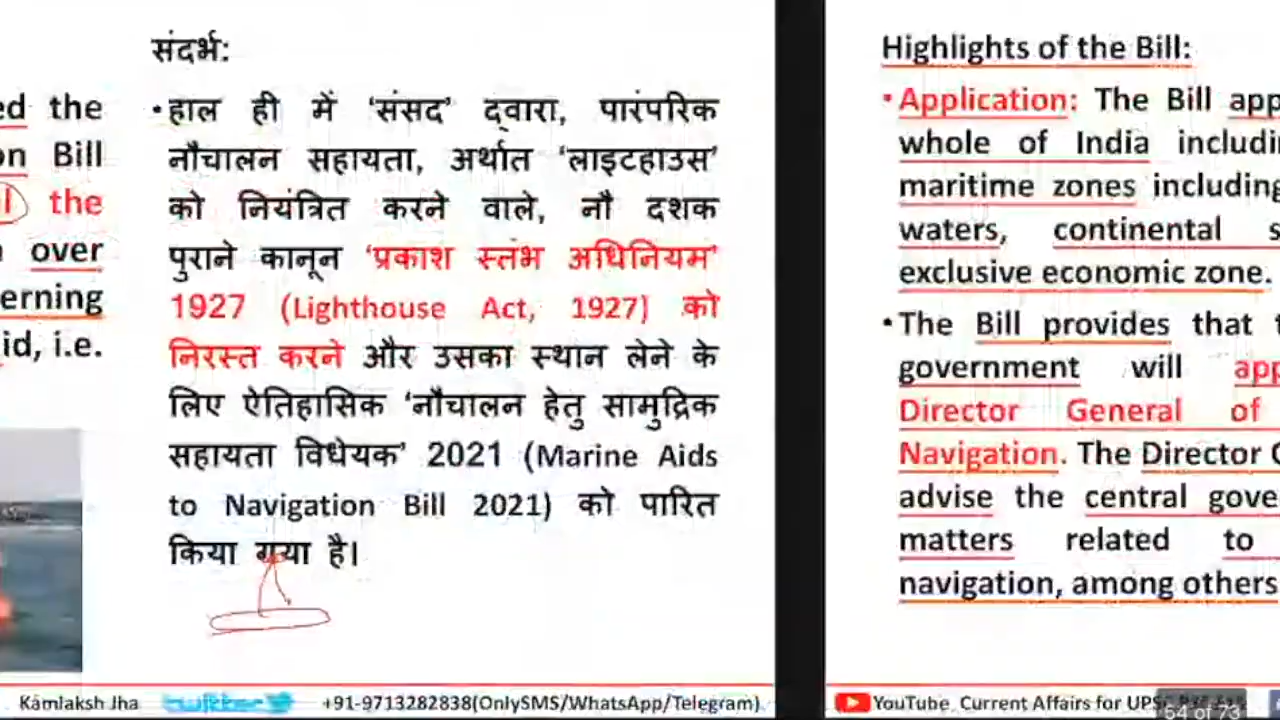 ed the
on Bill
the
over
erning
id, i.e.
संदर्भ:
•हाल ही में ‘संसद’ द्वारा, पारंपरिक
नौचालन सहायता, अर्थात ‘लाइटहाउस’
को नियंत्रित करने वाले, नौ दशक
पुराने कानून ‘प्रकाश स्तंभ अधिनियम’
1927 (Lighthouse Act, 1927) को
निरस्त करने और उसका स्थान लेने के
लिए ऐतिहासिक ‘नौचालन हेतु सामुद्रिक
सहायता विधेयक’ 2021 (Marine Aids
to Navigation Bill 2021) को पारित
किया गया है।
Kamlaksh Jha
+91-9713282838(OnlySMS/WhatsApp/Telegram)
Highlights of the Bill:
•Application: The Bill app
whole of India includi
maritime zones including
waters, continental s
exclusive economic zone.
•The Bill provides that t
government will app
Director General of
Navigation. The Director
advise the central gove
matters related to
navigation, among others
YouTube Current Affairs for UPS
54 of 73